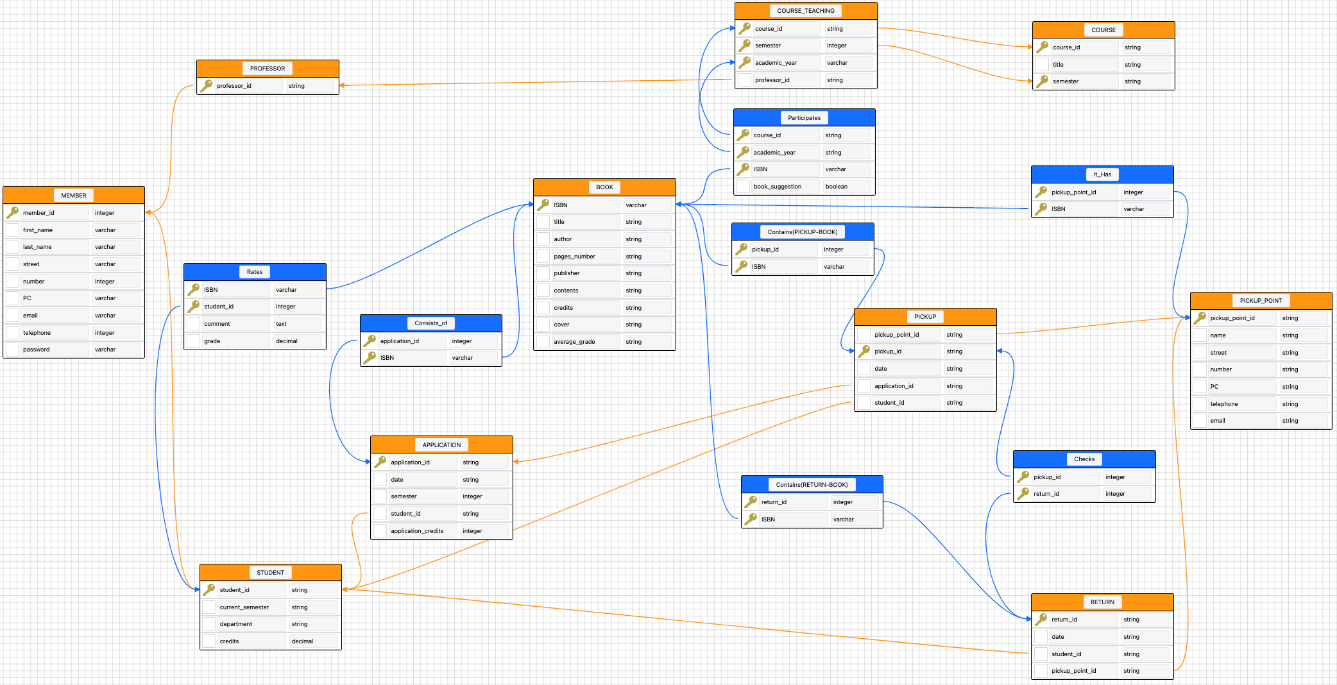 COURSE_TEACHING
course_id string
semester integer
academic_year varchar
professor_id string
COURSE
course_id string
title string
semester string
PROFESSOR
professor_id string
Participates
course_id string
academic_year string
ISBN varchar
book_suggestion boolean
It_Has
pickup_point_id integer
ISBN varchar
MEMBER
member_id integer
first_name varchar
last_name varchar
street varchar
number integer
PC varchar
email varchar
telephone integer
password varchar
BOOK
ISBN varchar
title string
author string
pages_number string
publisher string
contents string
credits string
cover string
average_grade string
Contains(PICKUP-BOOK)
pickup_id integer
ISBN varchar
Rates
ISBN varchar
student_id integer
comment text
grade decimal
Consists_of
application_id integer
ISBN varchar
PICKUP
pickup_point_id string
pickup_id string
date string
application_id string
student_id string
PICKUP_POINT
pickup_point_id string
name string
street string
number string
PC string
telephone string
email string
APPLICATION
application_id string
date string
semester integer
student_id string
application_credits integer
Contains(RETURN-BOOK)
return_id integer
ISBN varchar
Checks
pickup_id integer
return_id integer
STUDENT
student_id string
current_semester string
department string
credits decimal
RETURN
return_id string
date string
student_id string
pickup_point_id string